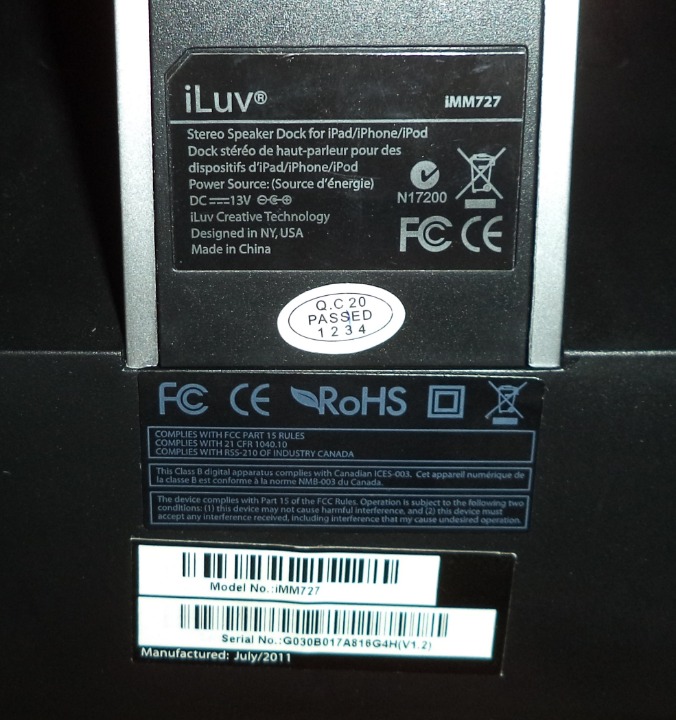 iLuv®
iMM727
Stereo Speaker Dock for iPad/iPhone/iPod
Dock stéréo de haut-parleur pour des
dispositifs d'iPad/iPhone/iPod
Power Source: (Source d'énergie)
DC 13V
iLuv Creative Technology
Designed in NY, USA
Made in China
N17200
FC CE
Q.C 20
PASSED
1 2 3 4
FC CE RoHS
COMPLIES WITH FCC PART 15 RULES
COMPLIES WITH 21 CFR 1040.10
COMPLIES WITH RSS-210 OF INDUSTRY CANADA
This Class B digital apparatus complies with Canadian ICES-003. Cet appareil numérique de
la classe B est conforme à la norme NMB-003 du Canada.
The device complies with Part 15 of the FCC Rules. Operation is subject to the following two
conditions: (1) this device may not cause harmful interference, and (2) this device must
accept any interference received, including interference that my cause undesired operation.
Model No.:iMM727
Serial No.:G030B017A816G4H(V1.2)
Manufactured: July/2011